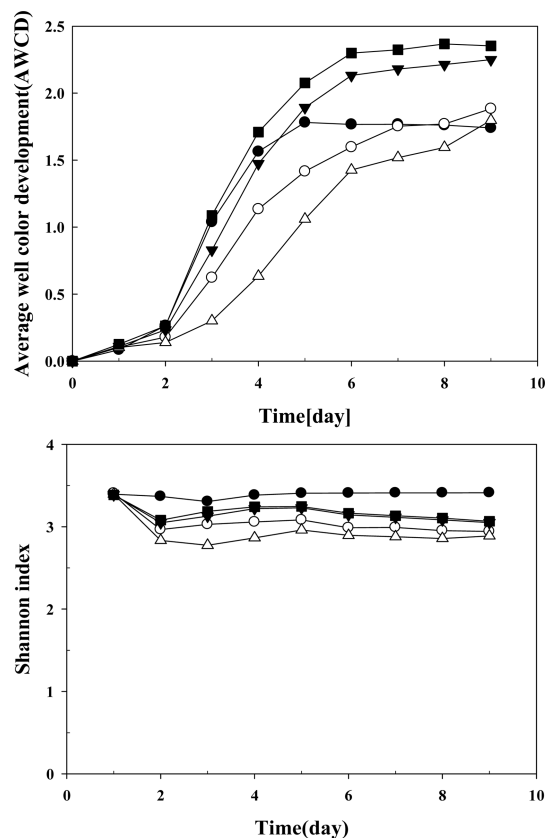 Average well color development(AWCD)
2.5
2.0
1.5
1.0
0.5
0.0
0 2 4 6 8 10
Time[day]
Shannon index
4
3
2
1
0
0 2 4 6 8 10
Time(day)